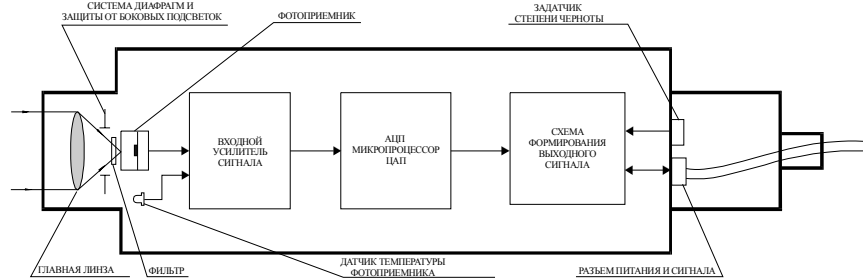 СИСТЕМА ДИАФРАГМ И
ЗАЩИТЫ ОТ БОКОВЫХ ПОДСВЕТОК
ФОТОПРИЕМНИК
ЗАДАТЧИК
СТЕПЕНИ ЧЕРНОТЫ
ВХОДНОЙ
УСИЛИТЕЛЬ
СИГНАЛА
АЦП
МИКРОПРОЦЕССОР
ЦАП
СХЕМА
ФОРМИРОВАНИЯ
ВЫХОДНОГО
СИГНАЛА
ГЛАВНАЯ ЛИНЗА
ФИЛЬТР
ДАТЧИК ТЕМПЕРАТУРЫ
ФОТОПРИЕМНИКА
РАЗЪЕМ ПИТАНИЯ И СИГНАЛА